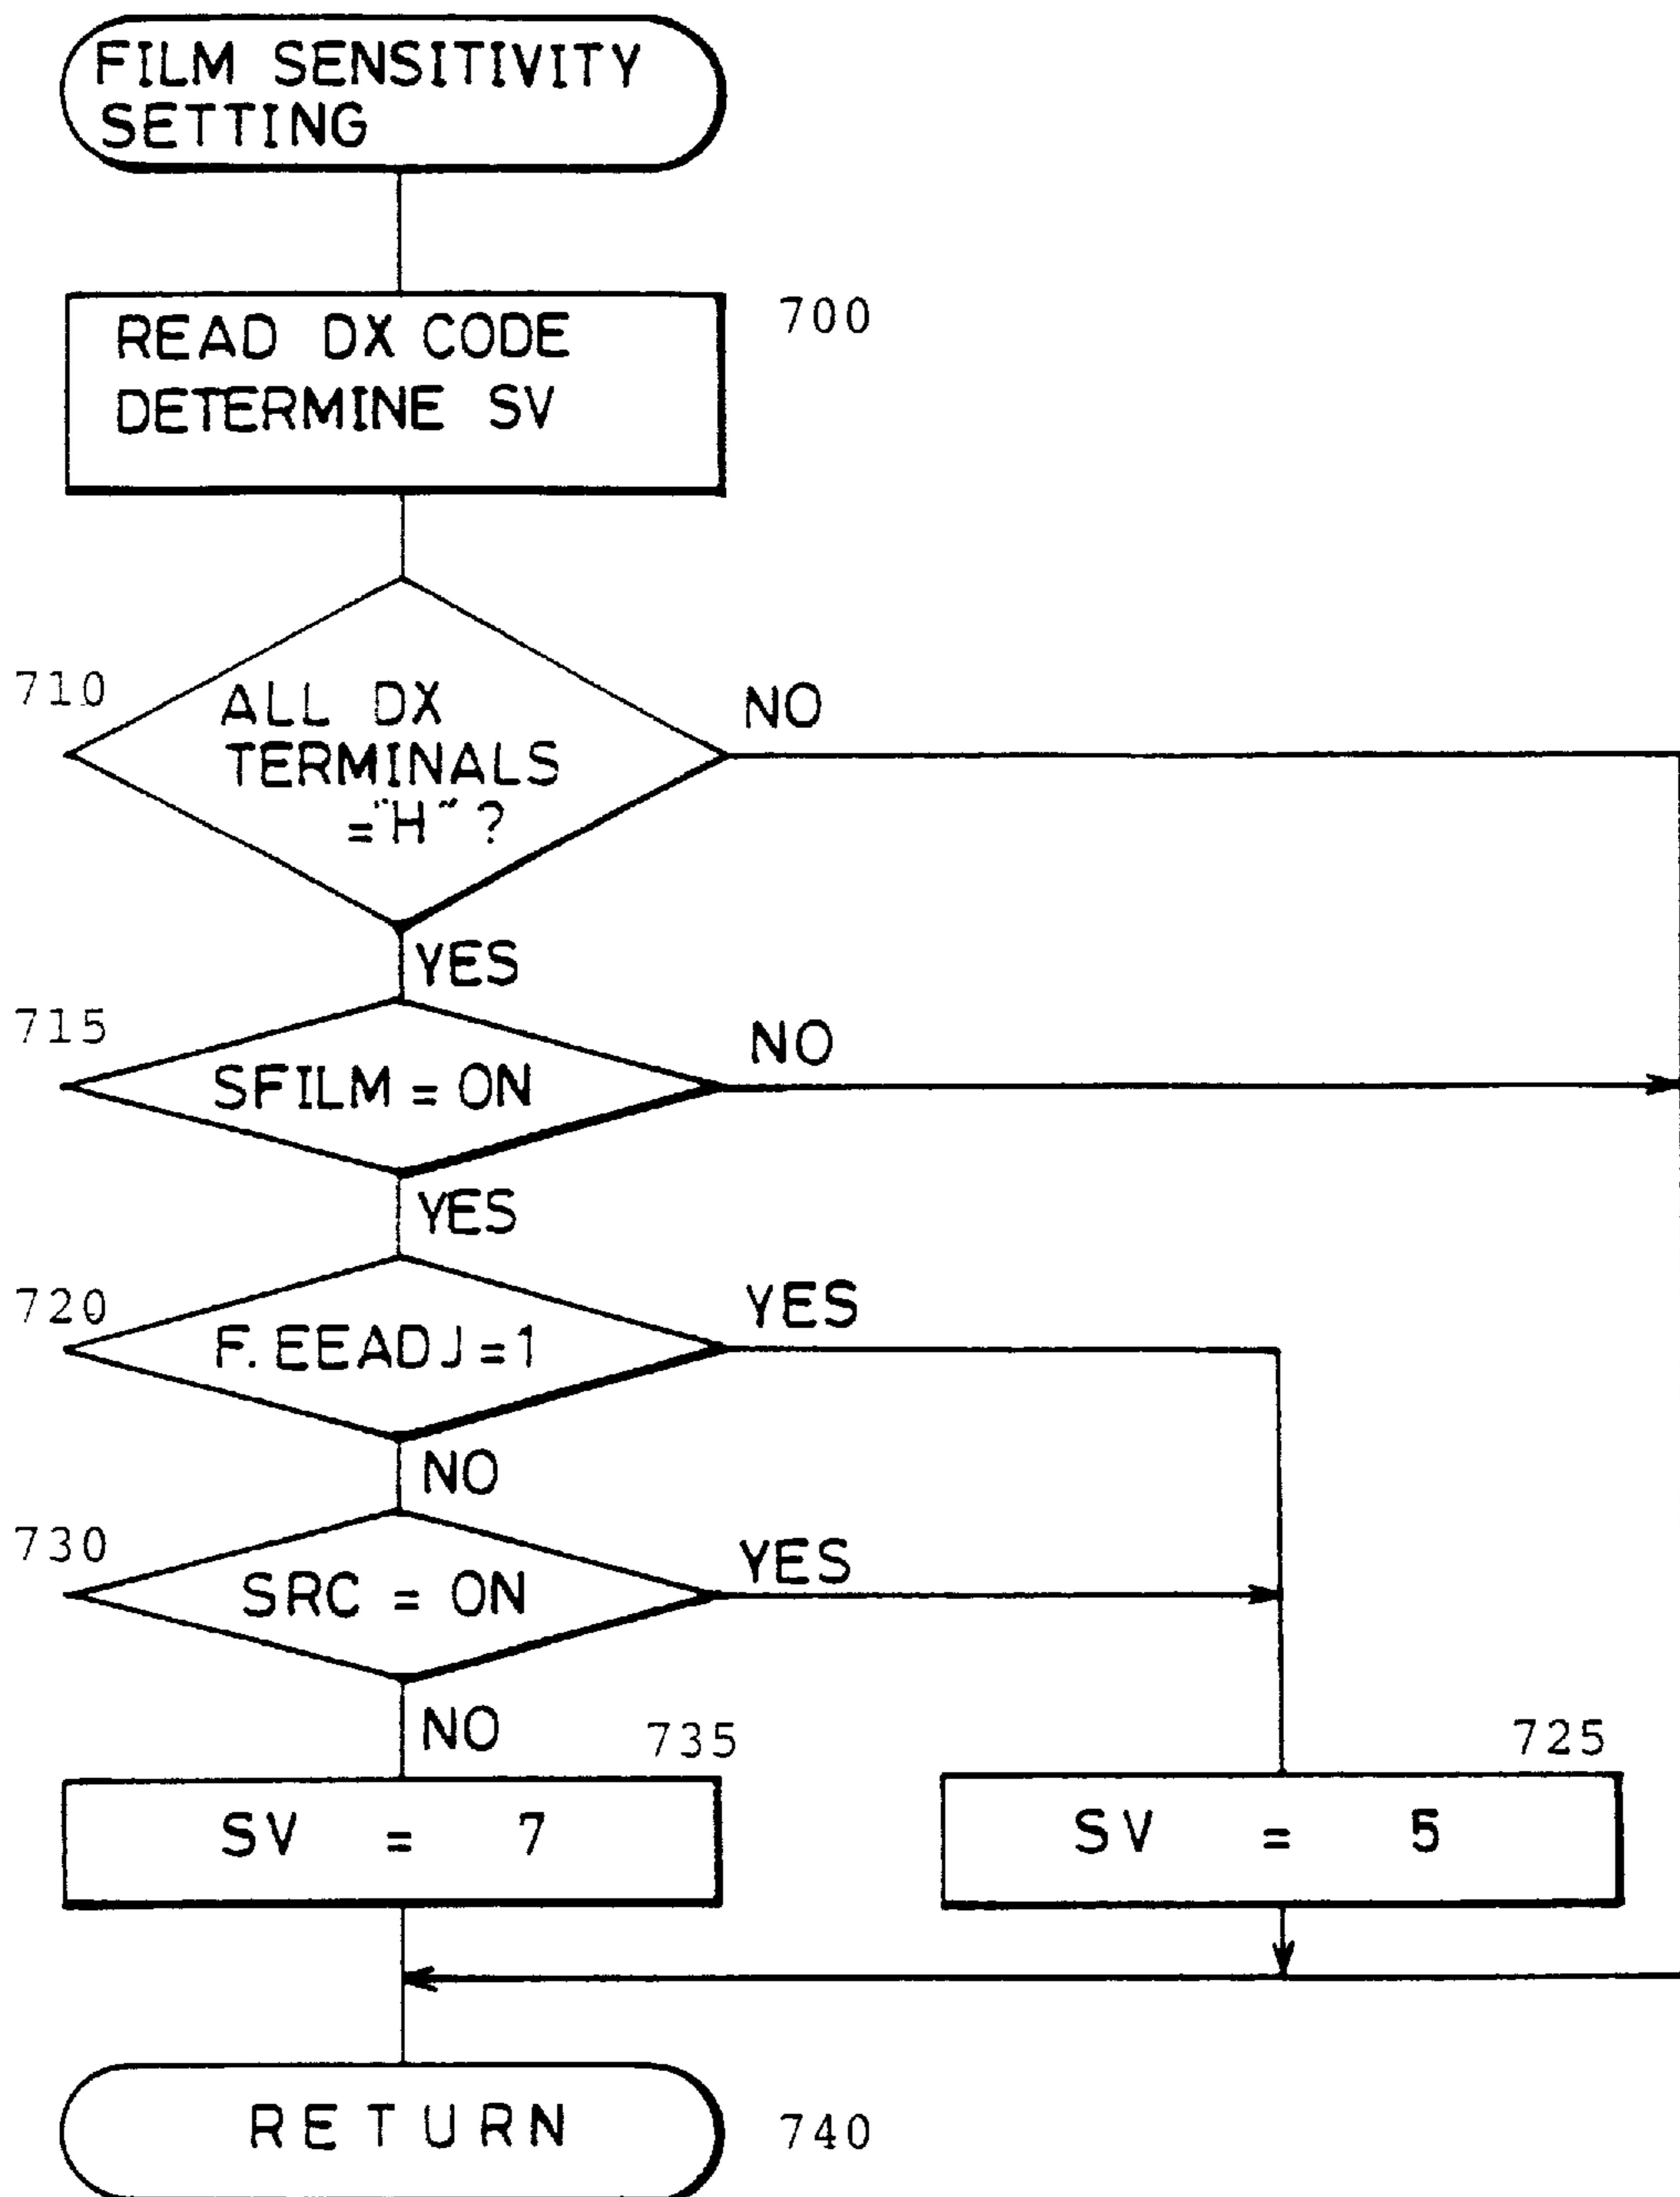 FILM SENSITIVITY
SETTING
READ DX CODE
DETERMINE SV
700
710
ALL DX
TERMINALS
="H"?
NO
YES
715
SFILM = ON
NO
YES
720
F.EEADJ=1
YES
NO
730
SRC = ON
YES
NO
735
SV = 7
725
SV = 5
RETURN
740